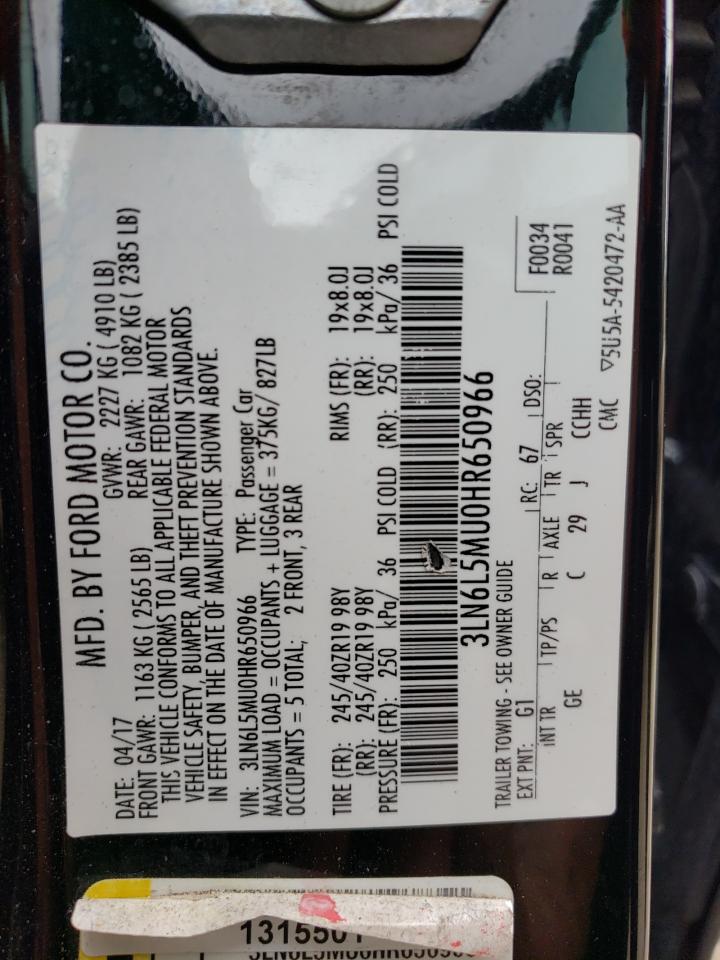 MFD. BY FORD MOTOR CO.
DATE: 04/17 GVWR: 2227 KG ( 4910 LB)
FRONT GAWR: 1163 KG ( 2565 LB) REAR GAWR: 1082 KG ( 2385 LB)
THIS VEHICLE CONFORMS TO ALL APPLICABLE FEDERAL MOTOR
VEHICLE SAFETY, BUMPER, AND THEFT PREVENTION STANDARDS
IN EFFECT ON THE DATE OF MANUFACTURE SHOWN ABOVE.
VIN: 3LN6L5MU0HR650966 TYPE: Passenger Car
MAXIMUM LOAD = OCCUPANTS + LUGGAGE = 375KG/ 827LB
OCCUPANTS = 5 TOTAL; 2 FRONT, 3 REAR
TIRE (FR): 245/40ZR19 98Y RIMS (FR): 19x8.0J
(RR): 245/40ZR19 98Y (RR): 19x8.0J
PRESSURE (FR): 250 kPa/ 36 PSI COLD (RR): 250 kPa/ 36 PSI COLD
3LN6L5MU0HR650966
TRAILER TOWING - SEE OWNER GUIDE
F0034
R0041
EXT PNT: G1 RC: 67 DSO:
INT TR TP/PS R AXLE TR SPR
GE C 29 J CCHH
CMC ▽5U5A-5420472-AA